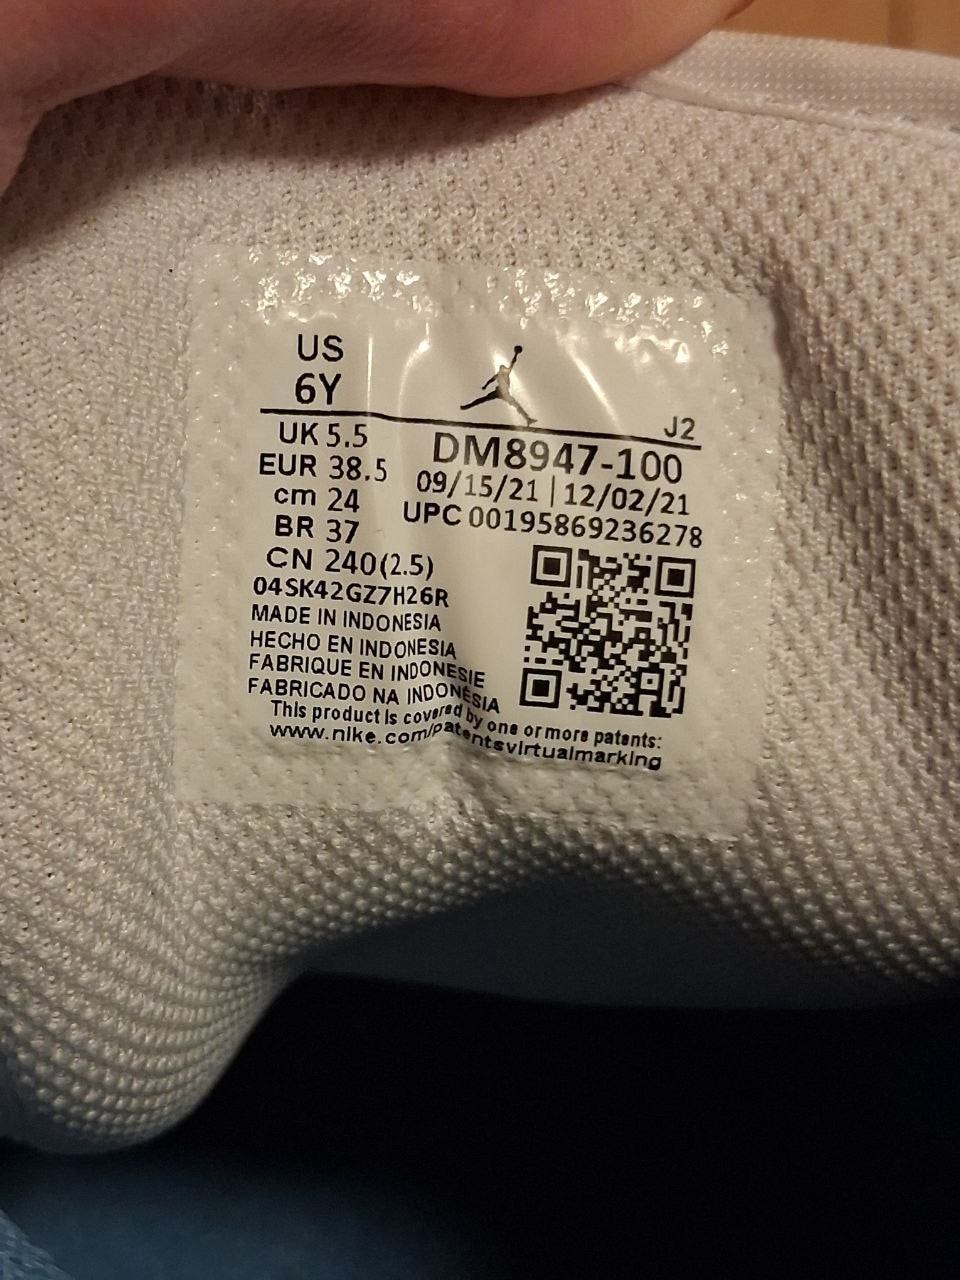 US
6Y
J2
UK 5.5
EUR 38.5
cm 24
BR 37
CN 240(2.5)
DM8947-100
09/15/21 | 12/02/21
UPC 00195869236278
04SK42GZ7H26R
MADE IN INDONESIA
HECHO EN INDONESIA
FABRIQUE EN INDONESIE
FABRICADO NA INDONÉSIA
This product is covered by one or more patents:
www.nike.com/patentsvirtualmarking